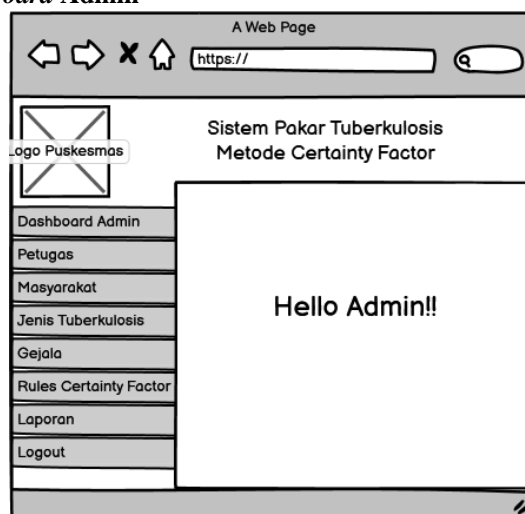 Admin
A Web Page
https://
Logo Puskesmas
Sistem Pakar Tuberkulosis
Metode Certainty Factor
Dashboard Admin
Petugas
Masyarakat
Jenis Tuberkulosis
Gejala
Rules Certainty Factor
Laporan
Logout
Hello Admin!!